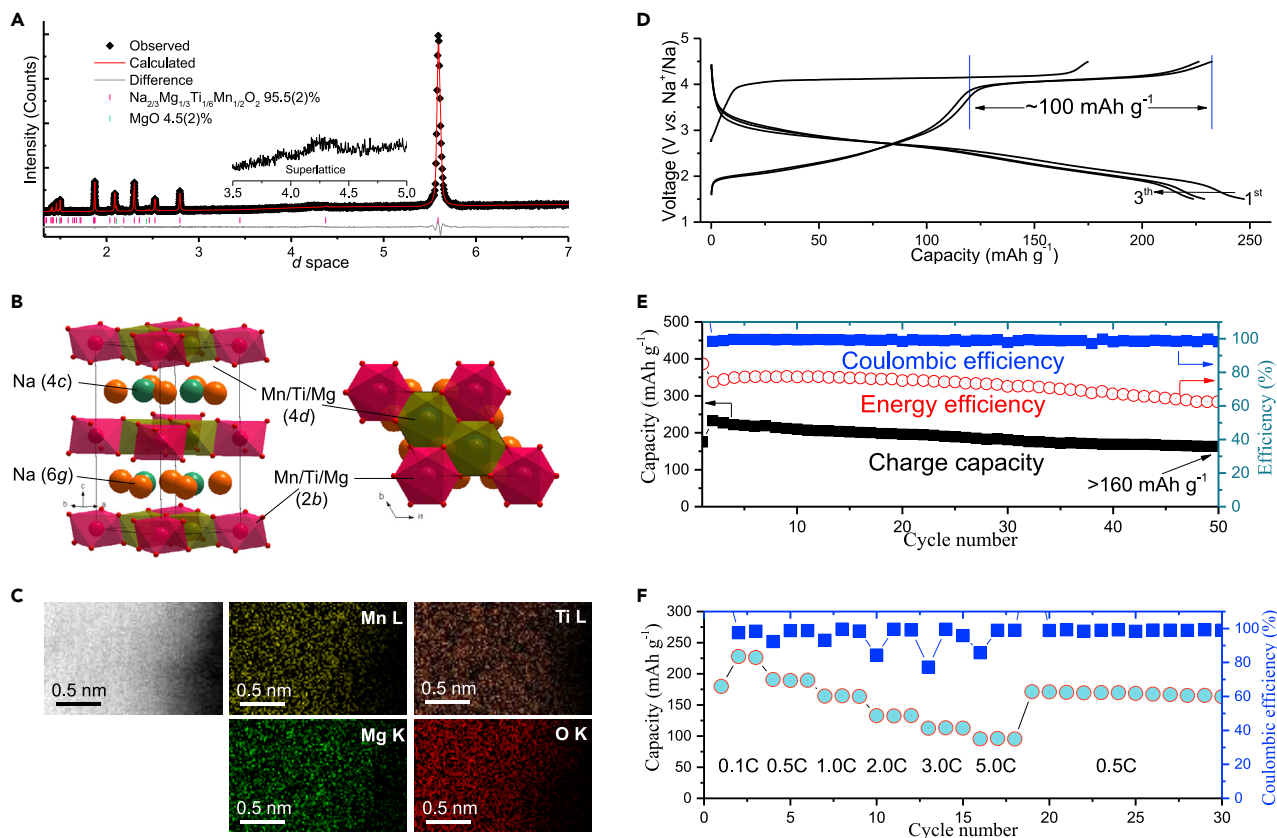 A
Intensity (Counts)
Observed
Calculated
Difference
Na2/3Mg1/3Ti1/6Mn1/2O2 95.5(2)%
MgO 4.5(2)%
Superlattice
3.5 4.0 4.5 5.0
2 3 4 5 6 7
d space
B
Na (4c)
Mn/Ti/Mg
(4d)
Na (6g)
Mn/Ti/Mg
(2b)
c
b a
b
a
C
0.5 nm
Mn L
0.5 nm
Ti L
0.5 nm
Mg K
0.5 nm
O K
0.5 nm
D
Voltage (V vs. Na+/Na)
5
4
3
2
1
~100 mAh g-1
3th
1st
0 50 100 150 200 250
Capacity (mAh g-1)
E
Capacity (mAh g-1)
500
450
400
350
300
250
200
150
100
50
0
Coulombic efficiency
Energy efficiency
Charge capacity
>160 mAh g-1
100
80
60
40
20
0
Efficiency (%)
10 20 30 40 50
Cycle number
F
Capacity (mAh g-1)
300
250
200
150
100
50
0
0.1C 0.5C 1.0C 2.0C 3.0C 5.0C 0.5C
100
80
60
40
20
0
Coulombic efficiency (%)
0 5 10 15 20 25 30
Cycle number